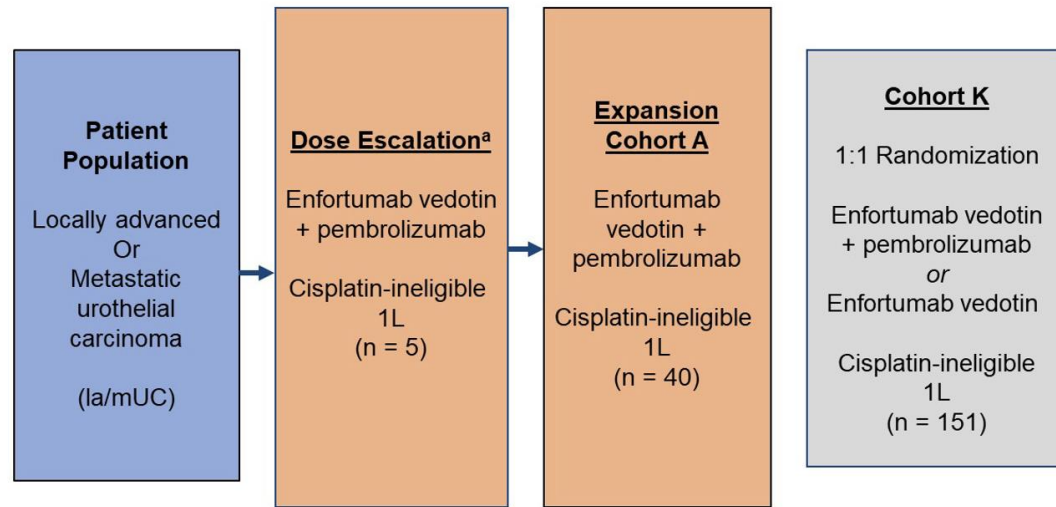 Patient
Population
Locally advanced
Or
Metastatic
urothelial
carcinoma
(la/mUC)
Dose Escalationª
Enfortumab vedotin
+ pembrolizumab
Cisplatin-ineligible
1L
(n = 5)
Expansion
Cohort A
Enfortumab
vedotin +
pembrolizumab
Cisplatin-ineligible
1L
(n = 40)
Cohort K
1:1 Randomization
Enfortumab vedotin
+ pembrolizumab
or
Enfortumab vedotin
Cisplatin-ineligible
1L
(n = 151)